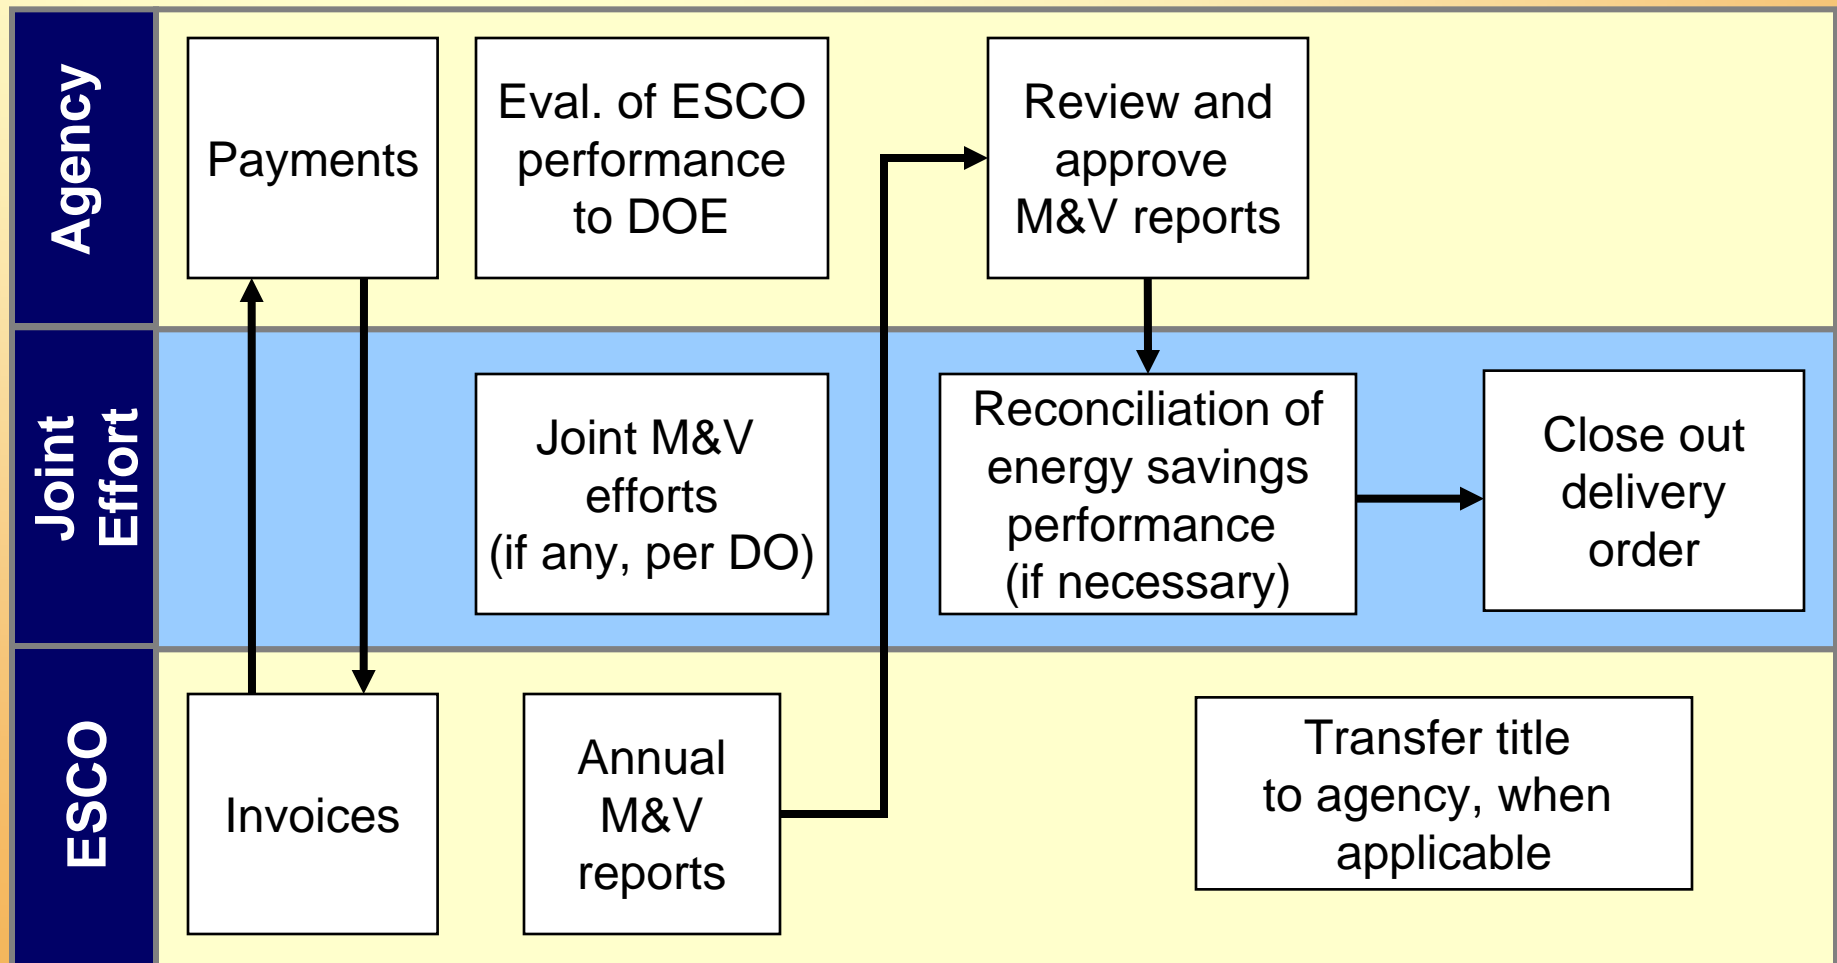 Agency
Payments
Eval. of ESCO
performance
to DOE
Review and
approve
M&V reports
Joint
Effort
Joint M&V
efforts
(if any, per DO)
Reconciliation of
energy savings
performance
(if necessary)
Close out
delivery
order
ESCO
Invoices
Annual
M&V
reports
Transfer title
to agency, when
applicable